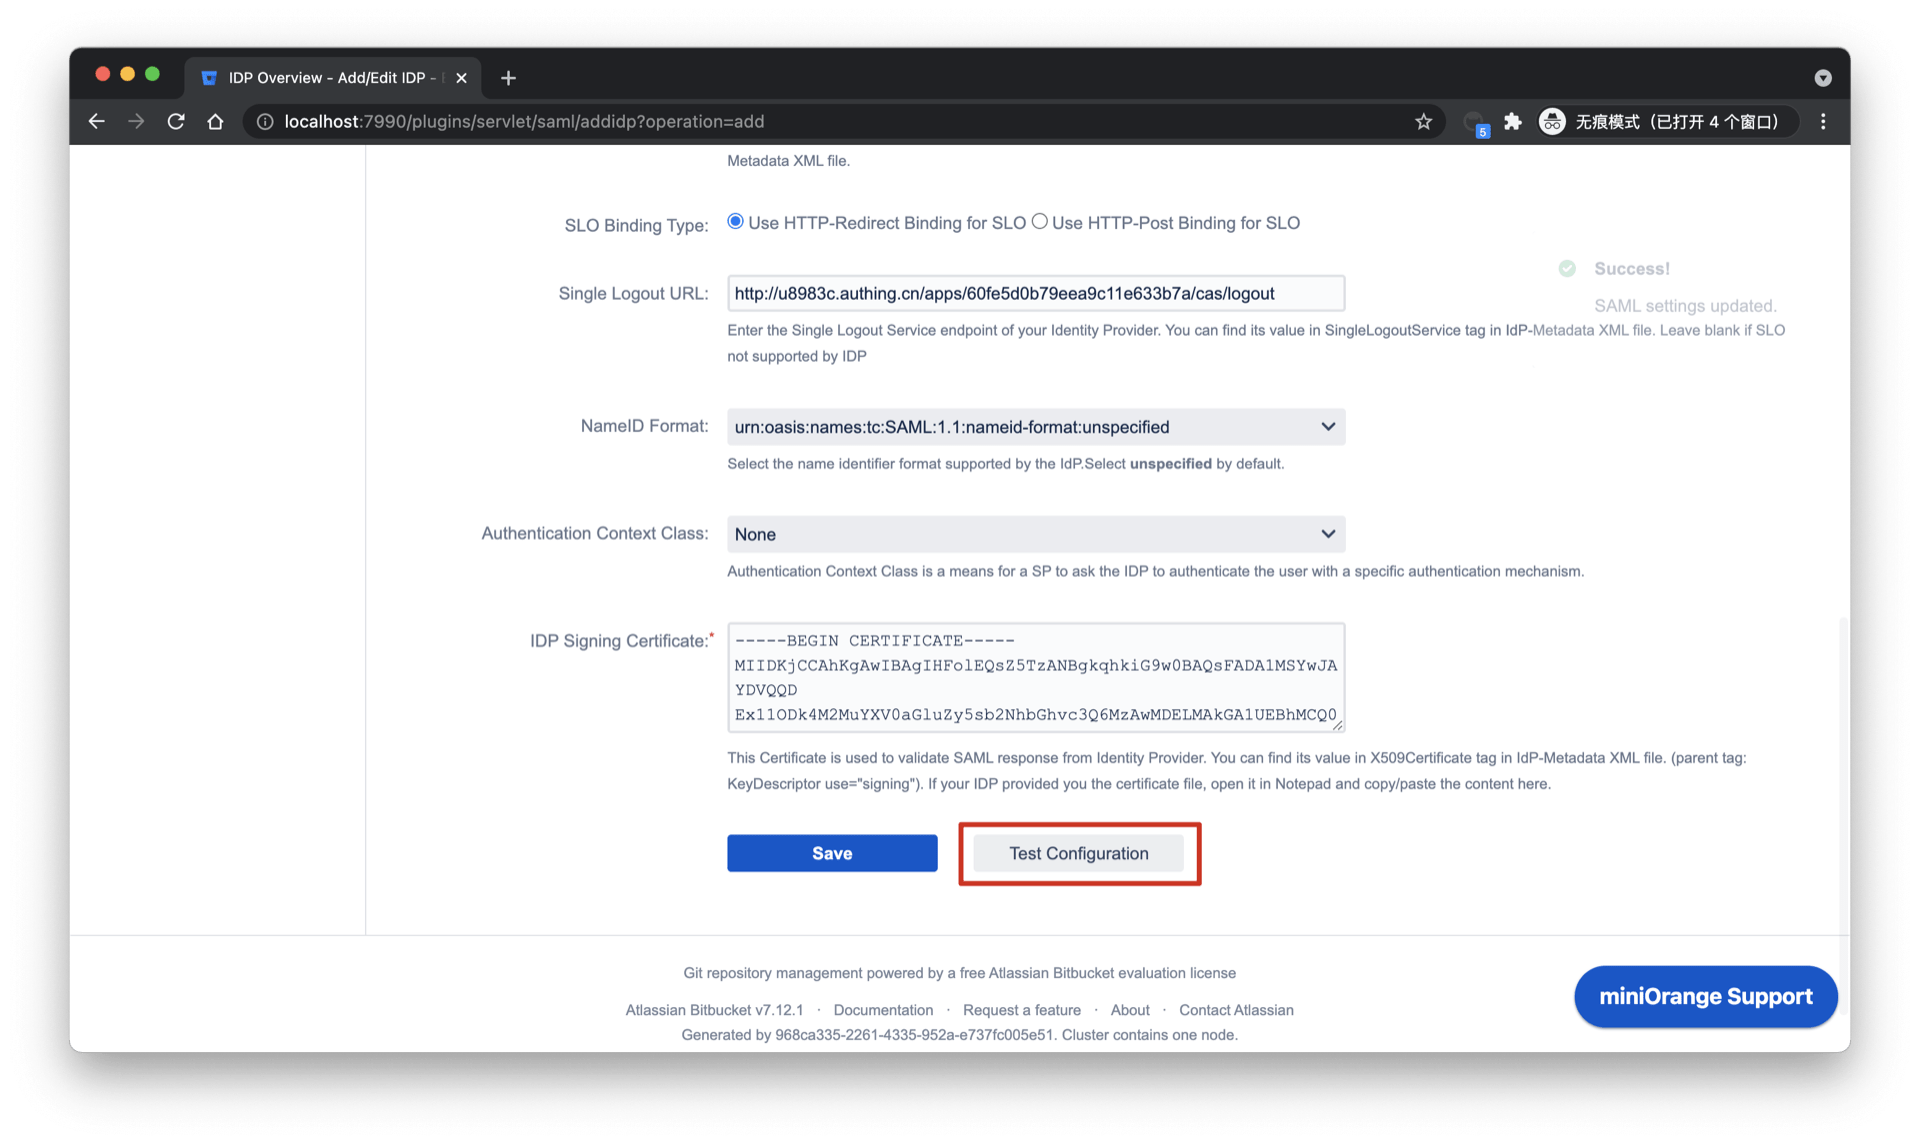 IDP Overview - Add/Edit IDP -
localhost:7990/plugins/servlet/saml/addidp?operation=add
5
无痕模式（已打开 4 个窗口）
Metadata XML file.
SLO Binding Type:
Use HTTP-Redirect Binding for SLO
Use HTTP-Post Binding for SLO
Success!
SAML settings updated.
Single Logout URL:
http://u8983c.authing.cn/apps/60fe5d0b79eea9c11e633b7a/cas/logout
Enter the Single Logout Service endpoint of your Identity Provider. You can find its value in SingleLogoutService tag in IdP-Metadata XML file. Leave blank if SLO
not supported by IDP
NameID Format:
urn:oasis:names:tc:SAML:1.1:nameid-format:unspecified
Select the name identifier format supported by the IdP.Select unspecified by default.
Authentication Context Class:
None
Authentication Context Class is a means for a SP to ask the IDP to authenticate the user with a specific authentication mechanism.
IDP Signing Certificate:*
-----BEGIN CERTIFICATE-----
MIIDKjCCAhKgAwIBAgIHFolEQsZ5TzANBgkqhkiG9w0BAQsFADA1MSYwJA
YDVQQD
Ex11ODk4M2MuYXV0aGluZy5sb2NhbGhvc3Q6MzAwMDELMAkGA1UEBhMCQ0
This Certificate is used to validate SAML response from Identity Provider. You can find its value in X509Certificate tag in IdP-Metadata XML file. (parent tag:
KeyDescriptor use="signing"). If your IDP provided you the certificate file, open it in Notepad and copy/paste the content here.
Save
Test Configuration
Git repository management powered by a free Atlassian Bitbucket evaluation license
Atlassian Bitbucket v7.12.1 · Documentation · Request a feature · About · Contact Atlassian
Generated by 968ca335-2261-4335-952a-e737fc005e51. Cluster contains one node.
miniOrange Support